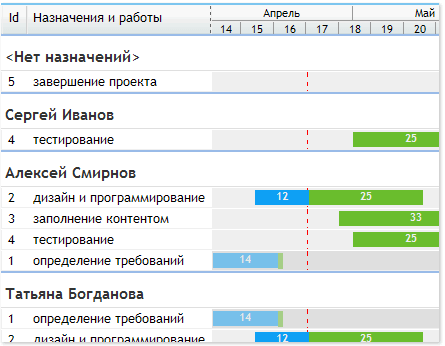 Id Назначения и работы Апрель Май
14 15 16 17 18 19 20
<Нет назначений>
5 завершение проекта
Сергей Иванов
4 тестирование 25
Алексей Смирнов
2 дизайн и программирование 12 25
3 заполнение контентом 33
4 тестирование 25
1 определение требований 14
Татьяна Богданова
1 определение требований 14
2 дизайн и программирование 12 25